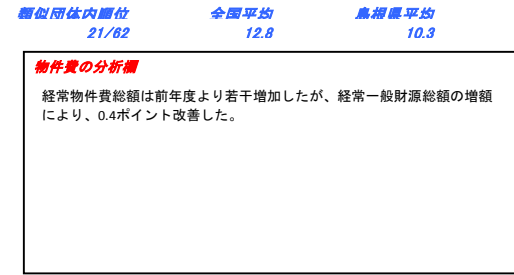 類似団体内順位 全国平均 島根県平均
21/62 12.8 10.3
物件費の分析欄
経常物件費総額は前年度より若干増加したが、経常一般財源総額の増額
により、0.4ポイント改善した。